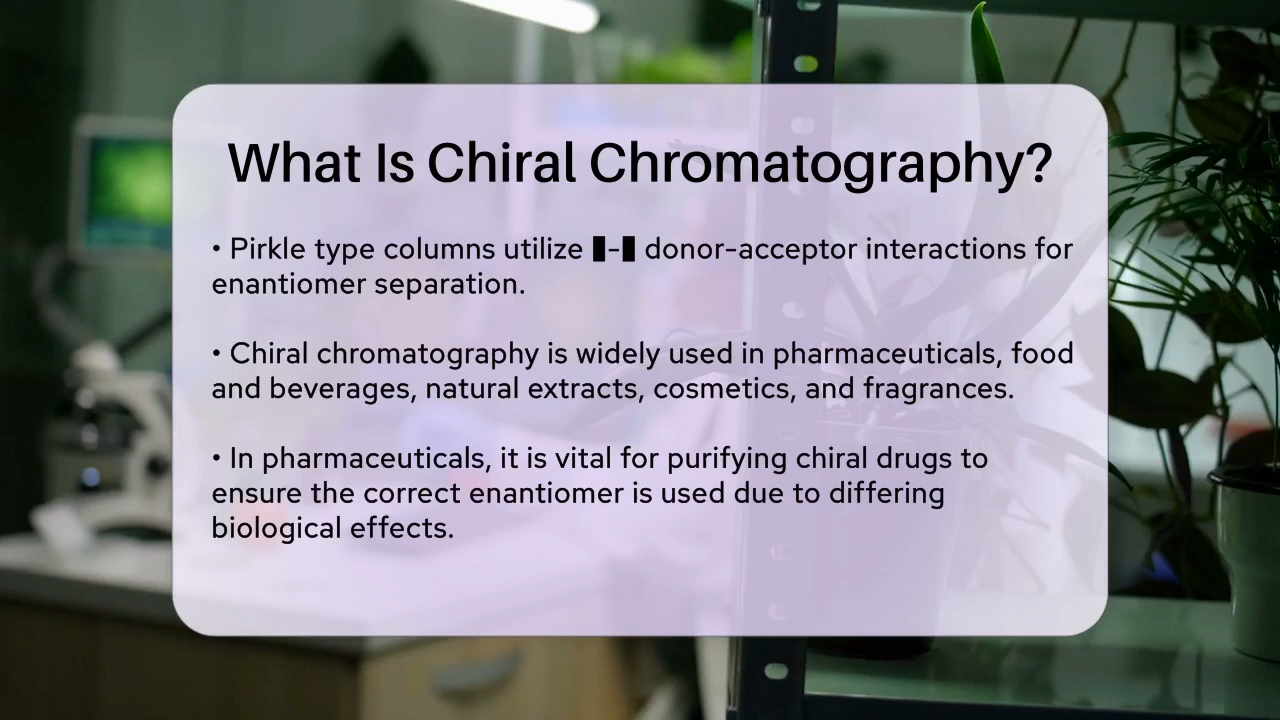 What Is Chiral Chromatography?
• Pirkle type columns utilize ▮-▮ donor-acceptor interactions for
enantiomer separation.
• Chiral chromatography is widely used in pharmaceuticals, food
and beverages, natural extracts, cosmetics, and fragrances.
• In pharmaceuticals, it is vital for purifying chiral drugs to
ensure the correct enantiomer is used due to differing
biological effects.